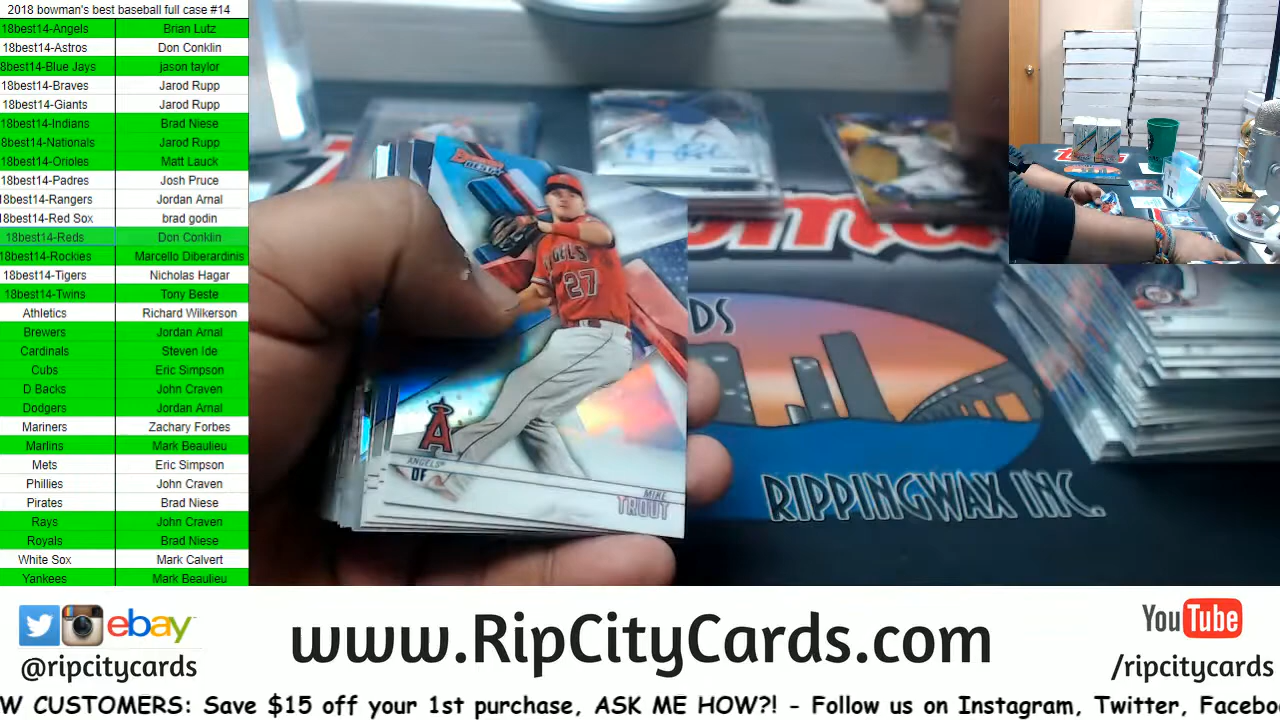 2018 bowman's best baseball full case #14
18best14-Angels Brian Lutz
18best14-Astros Don Conklin
8best14-Blue Jays jason taylor
18best14-Braves Jarod Rupp
18best14-Giants Jarod Rupp
18best14-Indians Brad Niese
8best14-Nationals Jarod Rupp
18best14-Orioles Matt Lauck
18best14-Padres Josh Pruce
18best14-Rangers Jordan Arnal
18best14-Red Sox brad godin
18best14-Reds Don Conklin
18best14-Rockies Marcello Diberardinis
18best14-Tigers Nicholas Hagar
18best14-Twins Tony Beste
Athletics Richard Wilkerson
Brewers Jordan Arnal
Cardinals Steven Ide
Cubs Eric Simpson
D Backs John Craven
Dodgers Jordan Arnal
Mariners Zachary Forbes
Marlins Mark Beaulieu
Mets Eric Simpson
Phillies John Craven
Pirates Brad Niese
Rays John Craven
Royals Brad Niese
White Sox Mark Calvert
Yankees Mark Beaulieu
ANGELS
27
A
ANGELS
OF
MIKE
TROUT
DS
RIPPINGWAX INC.
ebay
@ripcitycards
www.RipCityCards.com
YouTube
/ripcitycards
W CUSTOMERS: Save $15 off your 1st purchase, ASK ME HOW?! - Follow us on Instagram, Twitter, Facebo